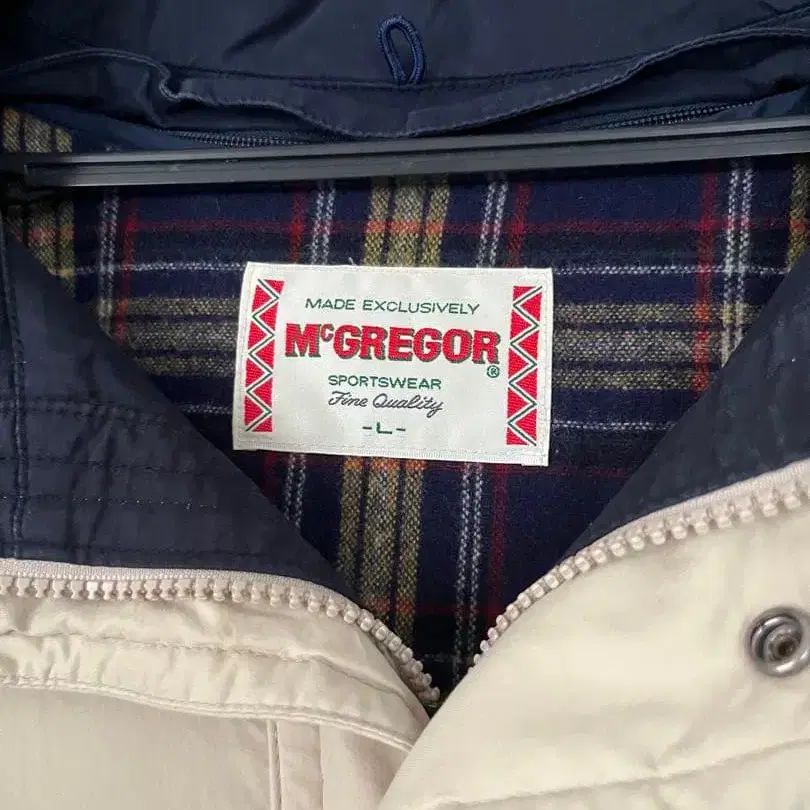 MADE EXCLUSIVELY
McGREGOR®
SPORTSWEAR
Fine Quality
-L-